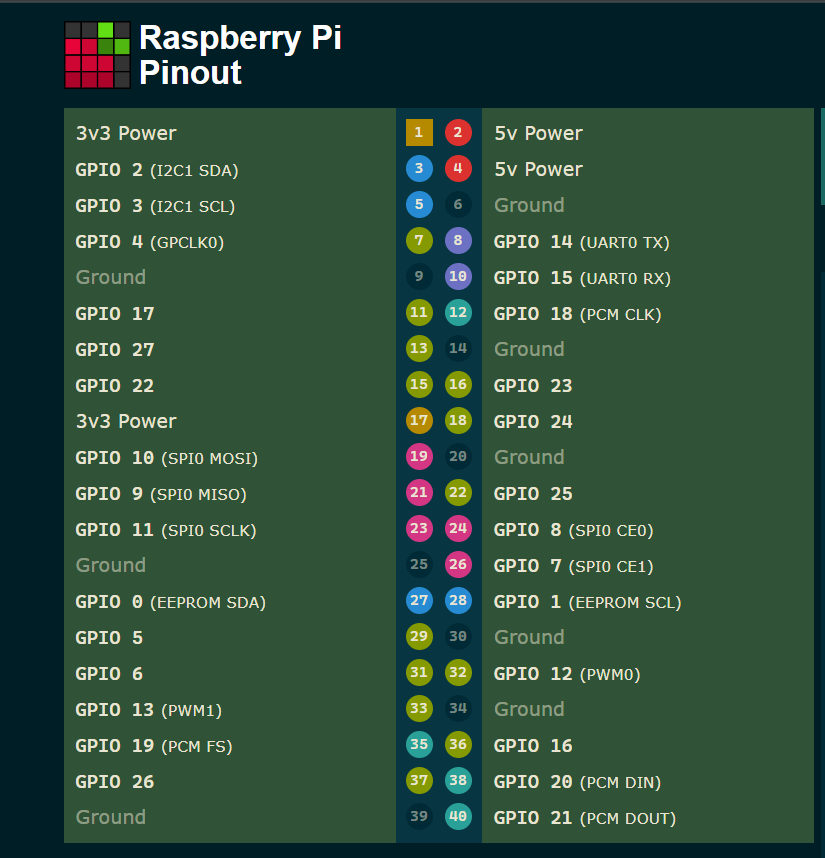 Raspberry Pi
Pinout
3v3 Power 1 2 5v Power
GPIO 2 (I2C1 SDA) 3 4 5v Power
GPIO 3 (I2C1 SCL) 5 6 Ground
GPIO 4 (GPCLK0) 7 8 GPIO 14 (UART0 TX)
Ground 9 10 GPIO 15 (UART0 RX)
GPIO 17 11 12 GPIO 18 (PCM CLK)
GPIO 27 13 14 Ground
GPIO 22 15 16 GPIO 23
3v3 Power 17 18 GPIO 24
GPIO 10 (SPI0 MOSI) 19 20 Ground
GPIO 9 (SPI0 MISO) 21 22 GPIO 25
GPIO 11 (SPI0 SCLK) 23 24 GPIO 8 (SPI0 CE0)
Ground 25 26 GPIO 7 (SPI0 CE1)
GPIO 0 (EEPROM SDA) 27 28 GPIO 1 (EEPROM SCL)
GPIO 5 29 30 Ground
GPIO 6 31 32 GPIO 12 (PWM0)
GPIO 13 (PWM1) 33 34 Ground
GPIO 19 (PCM FS) 35 36 GPIO 16
GPIO 26 37 38 GPIO 20 (PCM DIN)
Ground 39 40 GPIO 21 (PCM DOUT)